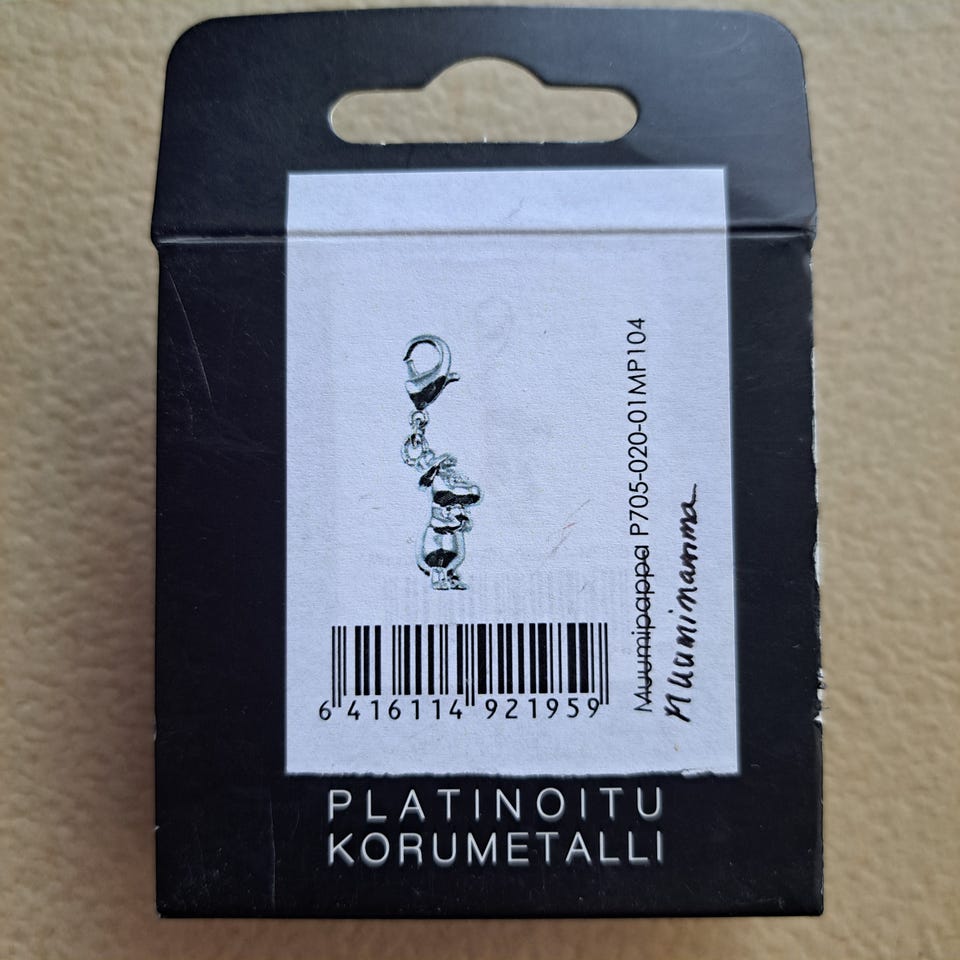 Muumipappa P705-020-01MP104
Muumimamma
6 416114 921959
PLATINOITU
KORUMETALLI